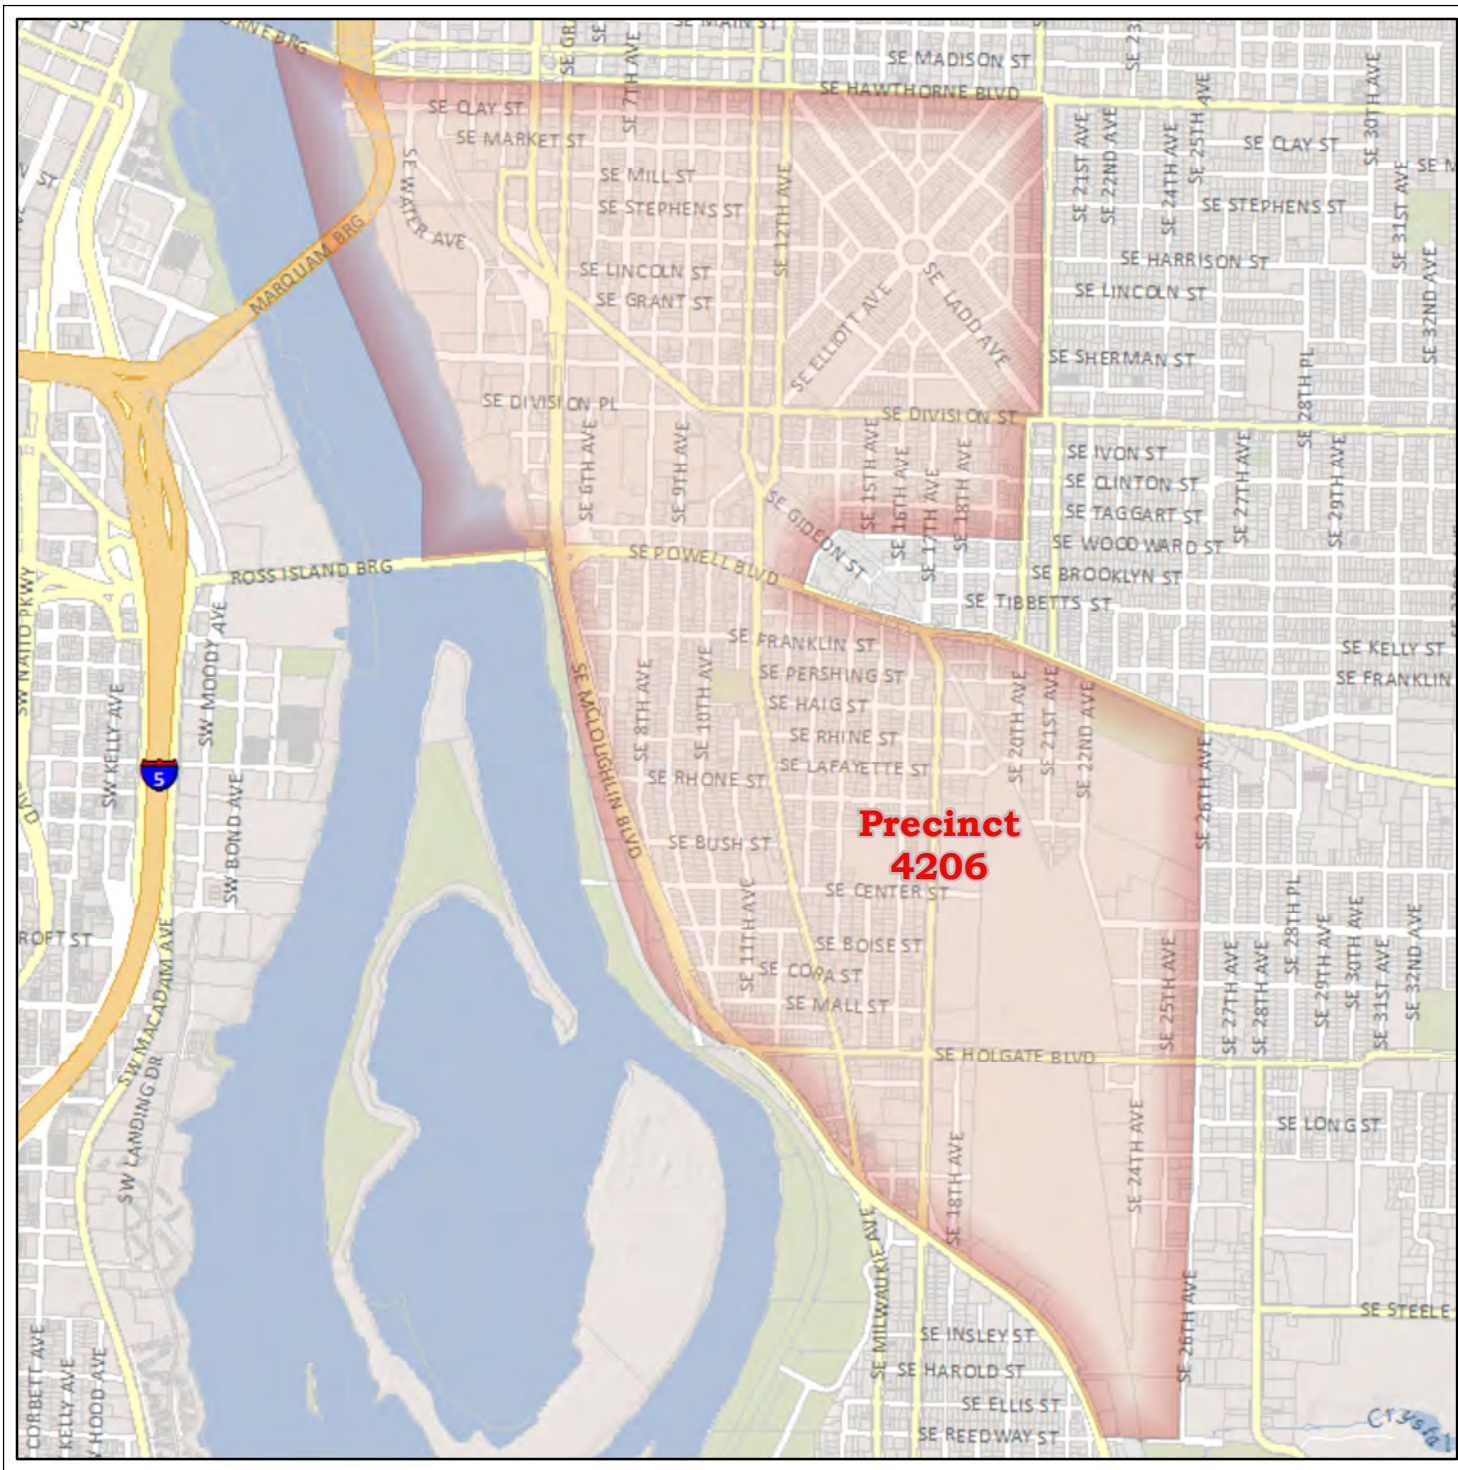 SE MAIN ST
SE MADISON ST
SE HAWTHORNE BLVD
SE CLAY ST
SE 7TH AVE
SE MARKET ST
SE WATER AVE
SE MILL ST
SE STEPHENS ST
SE 12TH AVE
SE 21ST AVE
SE 22ND AVE
SE 24TH AVE
SE 25TH AVE
SE CLAY ST
SE 30TH AVE
SE STEPHENS ST
SE 31ST AVE
SE HARRISON ST
SE LINCOLN ST
SE 32ND AVE
SE SHERMAN ST
SE 28TH PL
MARQUAM BRG
SE LINCOLN ST
SE GRANT ST
SE ELLIOTT AVE
SE LADD AVE
SE DIVISION PL
SE DIVISION ST
SE 6TH AVE
SE 9TH AVE
SE 15TH AVE
SE 16TH AVE
SE 17TH AVE
SE 18TH AVE
SE IVON ST
SE CLINTON ST
SE TAGGART ST
SE WOODWARD ST
SE BROOKLYN ST
SE TIBBETTS ST
SE 27TH AVE
SE 29TH AVE
SE GIDEON ST
SE POWELL BLVD
ROSS ISLAND BRG
SW NAITO PKWY
SW MOODY AVE
SW KELLY AVE
SW BOND AVE
5
SE MCLOUGHLIN BLVD
SE 8TH AVE
SE 10TH AVE
SE FRANKLIN ST
SE PERSHING ST
SE HAIG ST
SE RHINE ST
SE LAFAYETTE ST
SE RHONE ST
SE 20TH AVE
SE 21ST AVE
SE 22ND AVE
SE KELLY ST
SE FRANKLIN
SE 26TH AVE
Precinct
4206
SE BUSH ST
SE CENTER ST
SE 11TH AVE
SE BOISE ST
SE CORA ST
SE MALL ST
SE 25TH AVE
SE 27TH AVE
SE 28TH AVE
SE 28TH PL
SE 29TH AVE
SE 30TH AVE
SE 31ST AVE
SE 32ND AVE
SE HOLGATE BLVD
ROFT ST
SW MACADAM AVE
SW LANDING DR
SE LONG ST
SE 24TH AVE
SE 18TH AVE
SE MILWAUKIE AVE
SE 26TH AVE
SE STEELE
SE INSLEY ST
SE HAROLD ST
SE ELLIS ST
SE REEDWAY ST
CORBETT AVE
KELLY AVE
HOOD AVE
Crystal